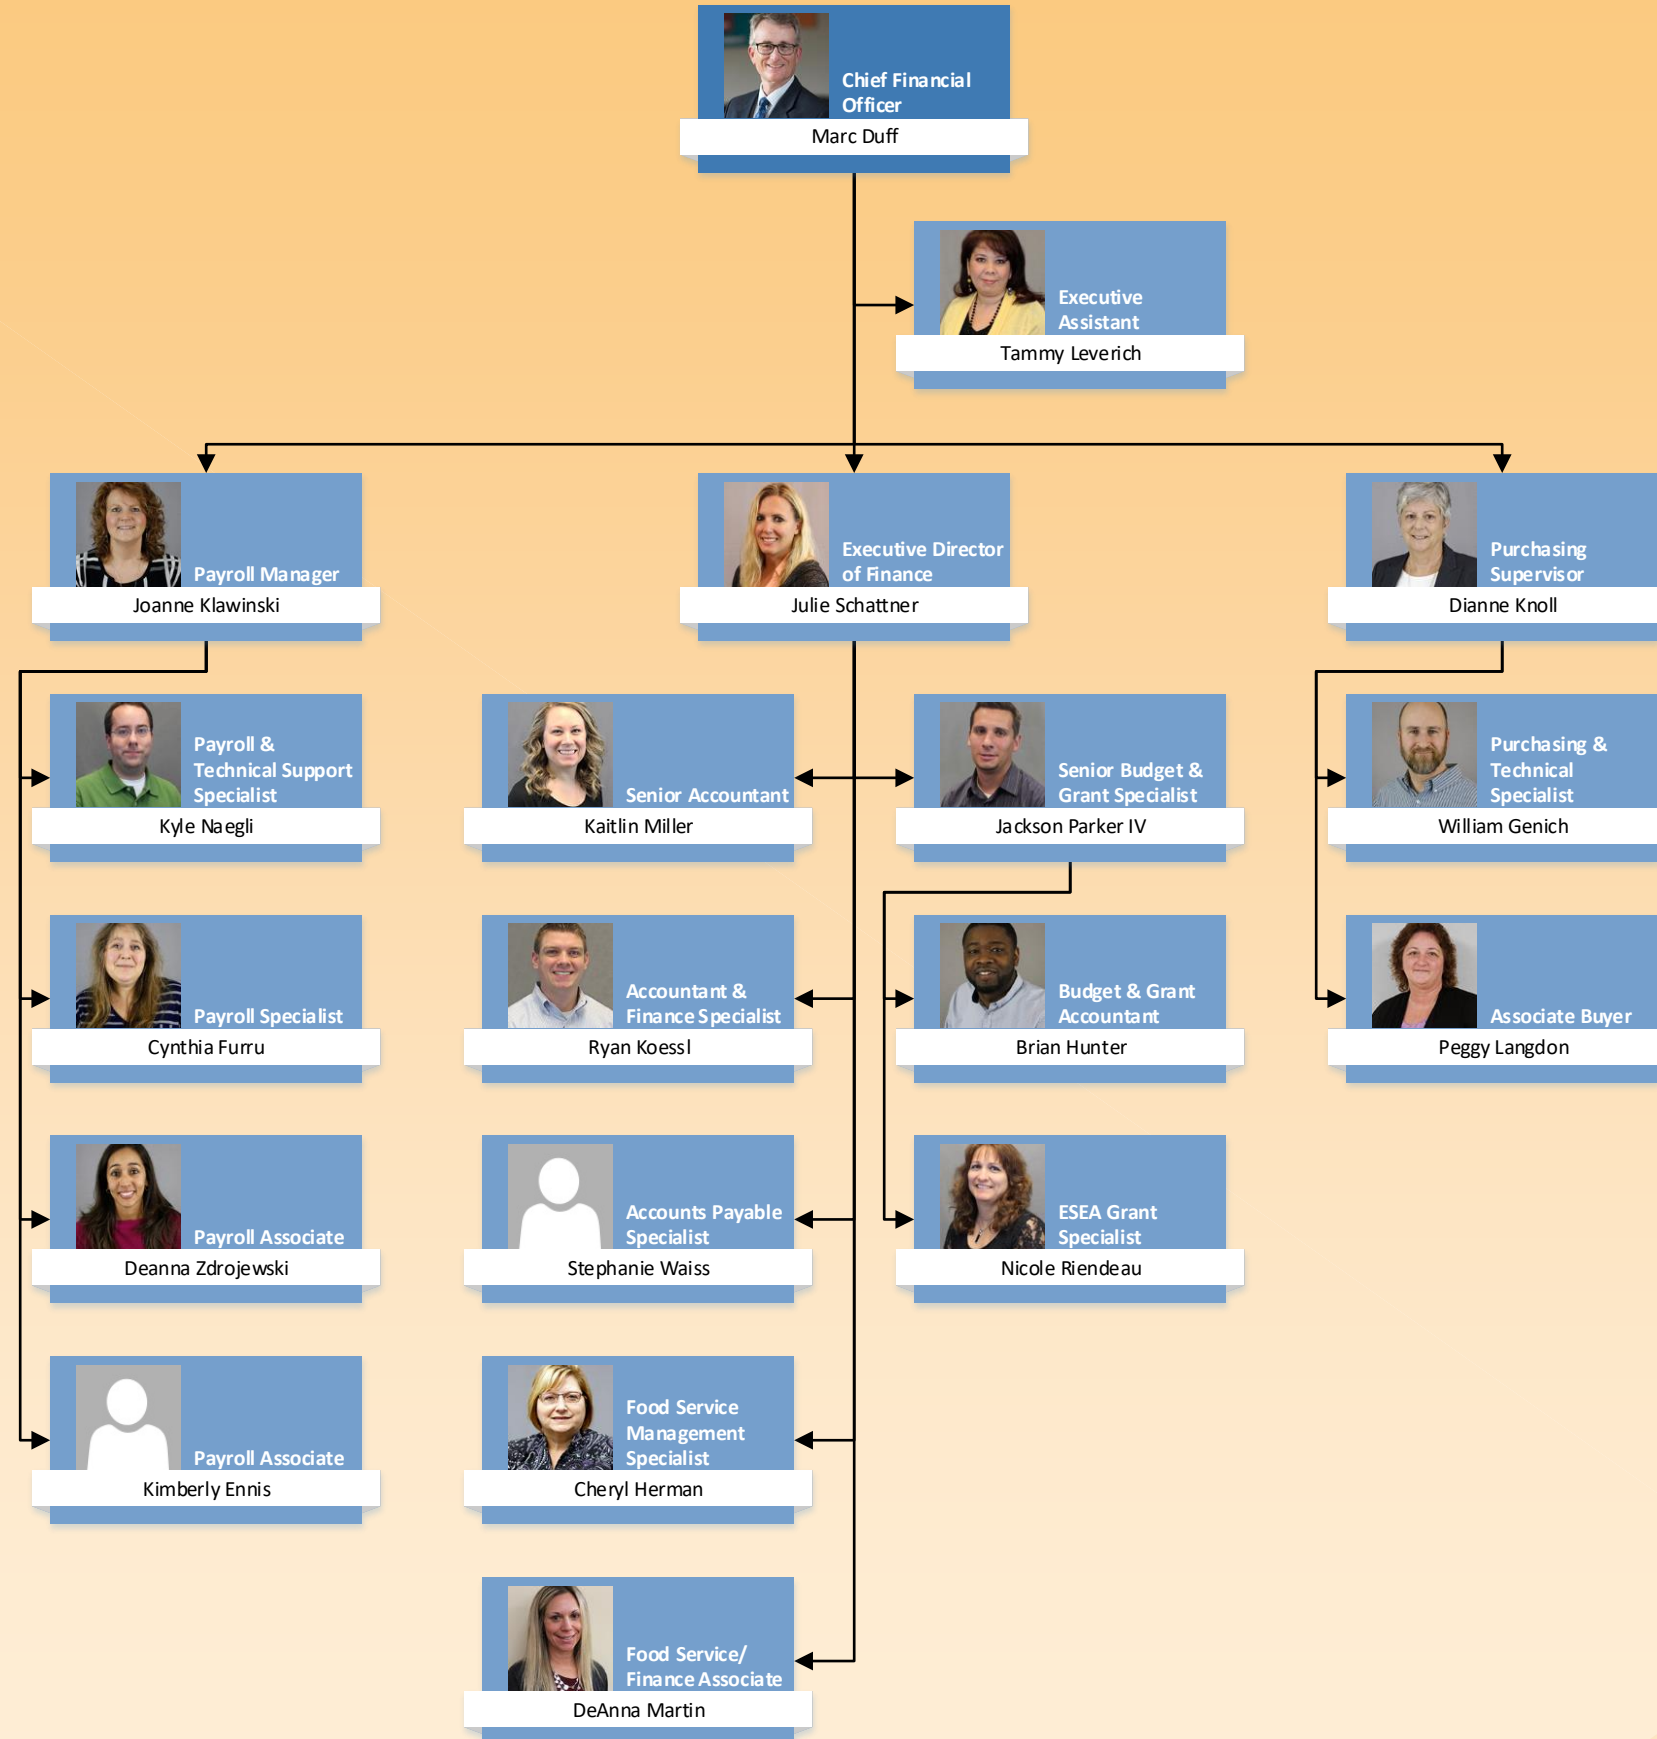 Chief Financial
Officer
Marc Duff
Executive
Assistant
Tammy Leverich
Payroll Manager
Joanne Klawinski
Executive Director
of Finance
Julie Schattner
Purchasing
Supervisor
Dianne Knoll
Payroll &
Technical Support
Specialist
Kyle Naegli
Senior Accountant
Kaitlin Miller
Senior Budget &
Grant Specialist
Jackson Parker IV
Purchasing &
Technical
Specialist
William Genich
Payroll Specialist
Cynthia Furru
Accountant &
Finance Specialist
Ryan Koessl
Budget & Grant
Accountant
Brian Hunter
Associate Buyer
Peggy Langdon
Payroll Associate
Deanna Zdrojewski
Accounts Payable
Specialist
Stephanie Waiss
ESEA Grant
Specialist
Nicole Riendeau
Payroll Associate
Kimberly Ennis
Food Service
Management
Specialist
Cheryl Herman
Food Service/
Finance Associate
DeAnna Martin